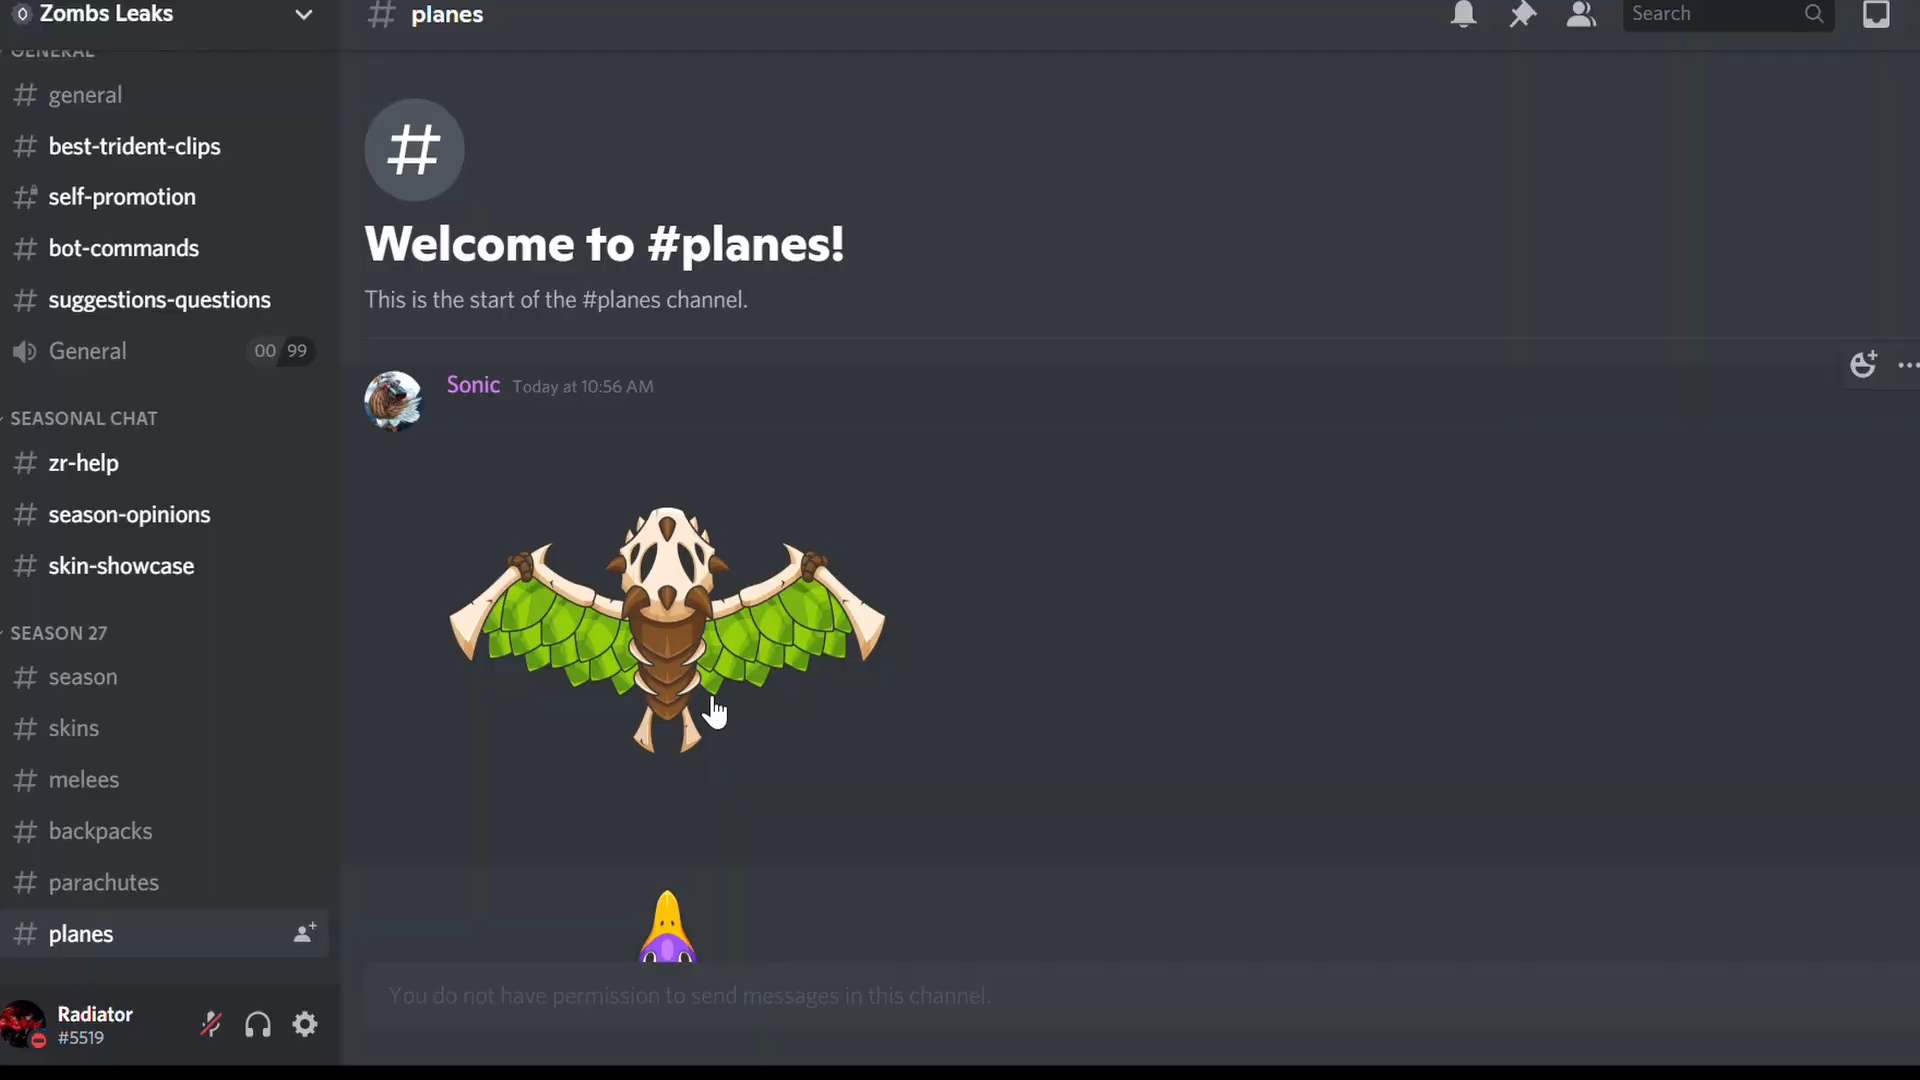 Zombs Leaks
GENERAL
# general
# best-trident-clips
# self-promotion
# bot-commands
# suggestions-questions
General 00 99
SEASONAL CHAT
# zr-help
# season-opinions
# skin-showcase
SEASON 27
# season
# skins
# melees
# backpacks
# parachutes
# planes
Radiator
#5519
# planes
Search
#
Welcome to #planes!
This is the start of the #planes channel.
Sonic Today at 10:56 AM
You do not have permission to send messages in this channel.